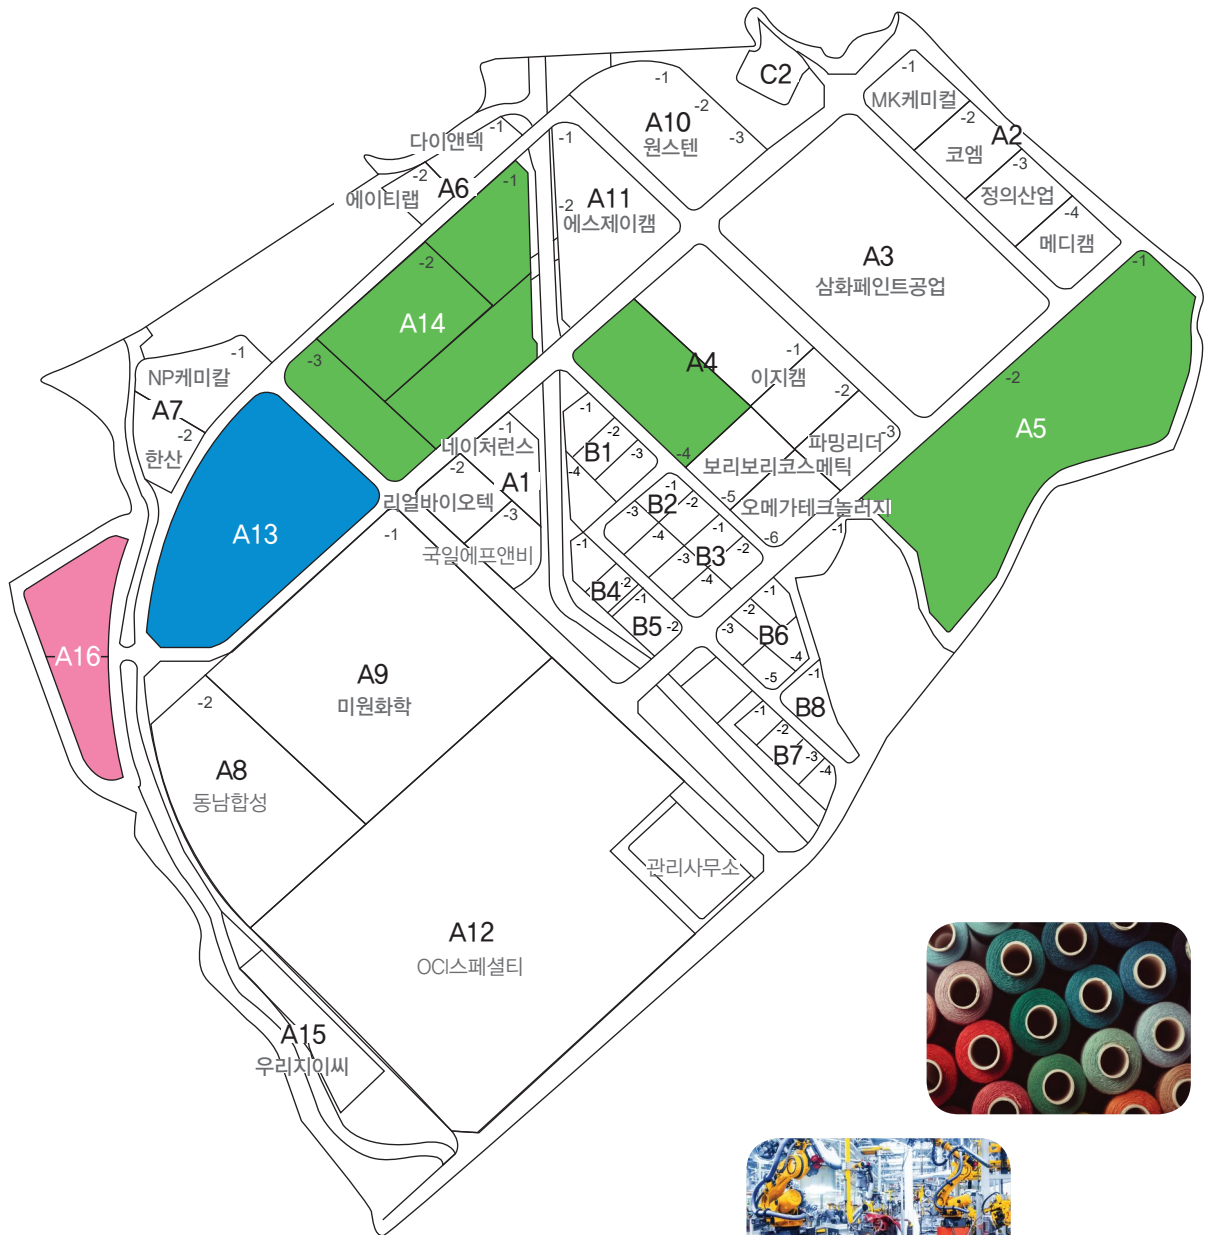 C2
-1
MK케미컬
-2
코엠
A2
-3
정의산업
-4
메디캠
-1
-2
A10
-3
원스텐
-1
다이앤텍
-2
A6
에이티랩
-1
A11
-2
에스제이캠
A3
삼화페인트공업
-1
-2
A14
-3
-1
-2
A5
A4
-1
이지캠
-2
-3
파밍리더
-4
보리보리코스메틱
-5
오메가테크놀러지
-6
-1
-1
NP케미칼
A7
-2
한산
A13
-1
네이처런스
-2
A1
리얼바이오텍
-3
국일에프앤비
-1
-2
B1
-3
-4
-1
B2
-2
-3
-4
-1
B3
-2
-3
-4
-1
B4
-2
-1
B5
-2
-1
-2
B6
-3
-4
-5
-1
B8
-1
-2
B7
-3
-4
A16
-1
A9
미원화학
-2
A8
동남합성
관리사무소
A12
OCI스페셜티
A15
우리지이씨